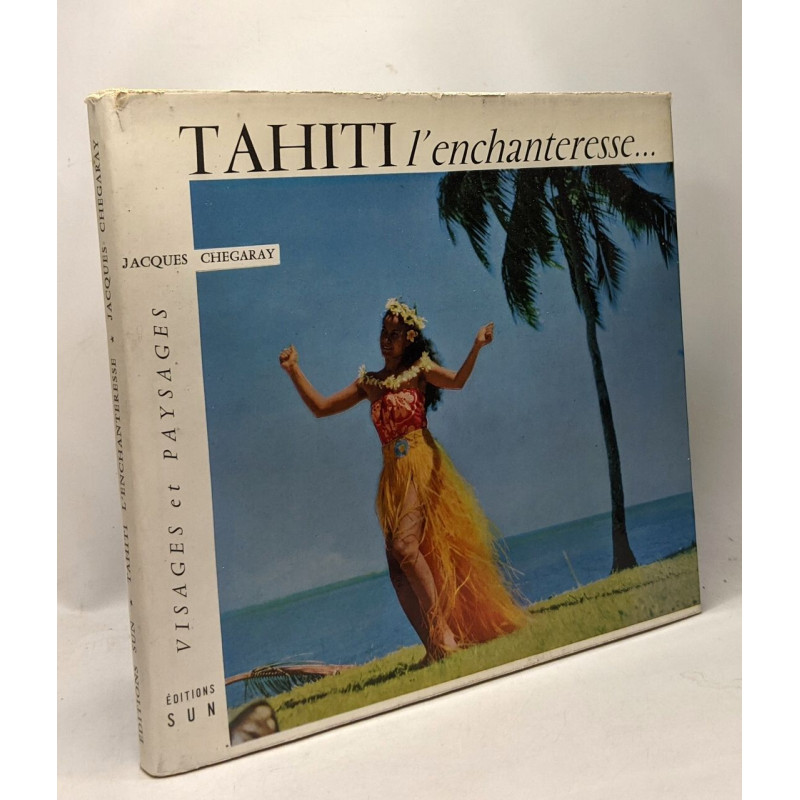 TAHITI l'enchanteresse...
JACQUES CHEGARAY
VISAGES et PAYSAGES
ÉDITIONS
SUN
ÉDITIONS SUN * TAHITI L'ENCHANTERESSE * JACQUES CHEGARAY